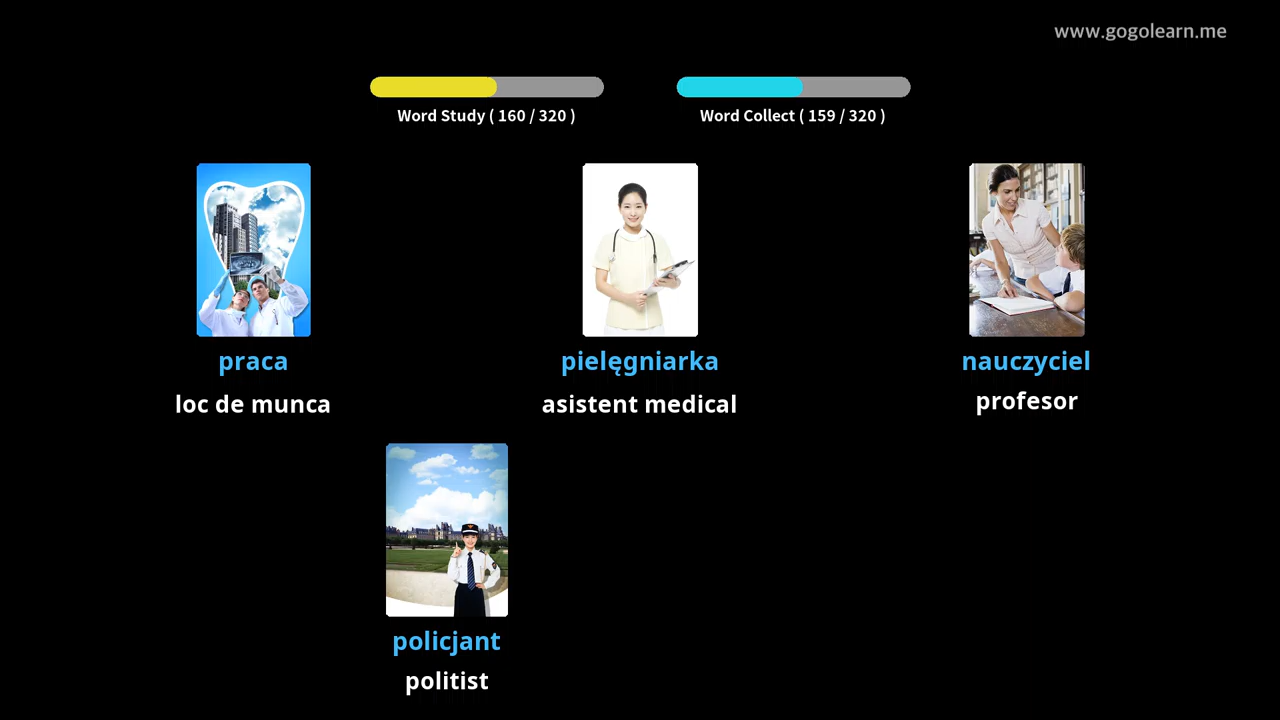 www.gogolearn.me
Word Study ( 160 / 320 )
Word Collect ( 159 / 320 )
praca
pielęgniarka
nauczyciel
loc de munca
asistent medical
profesor
policjant
politist